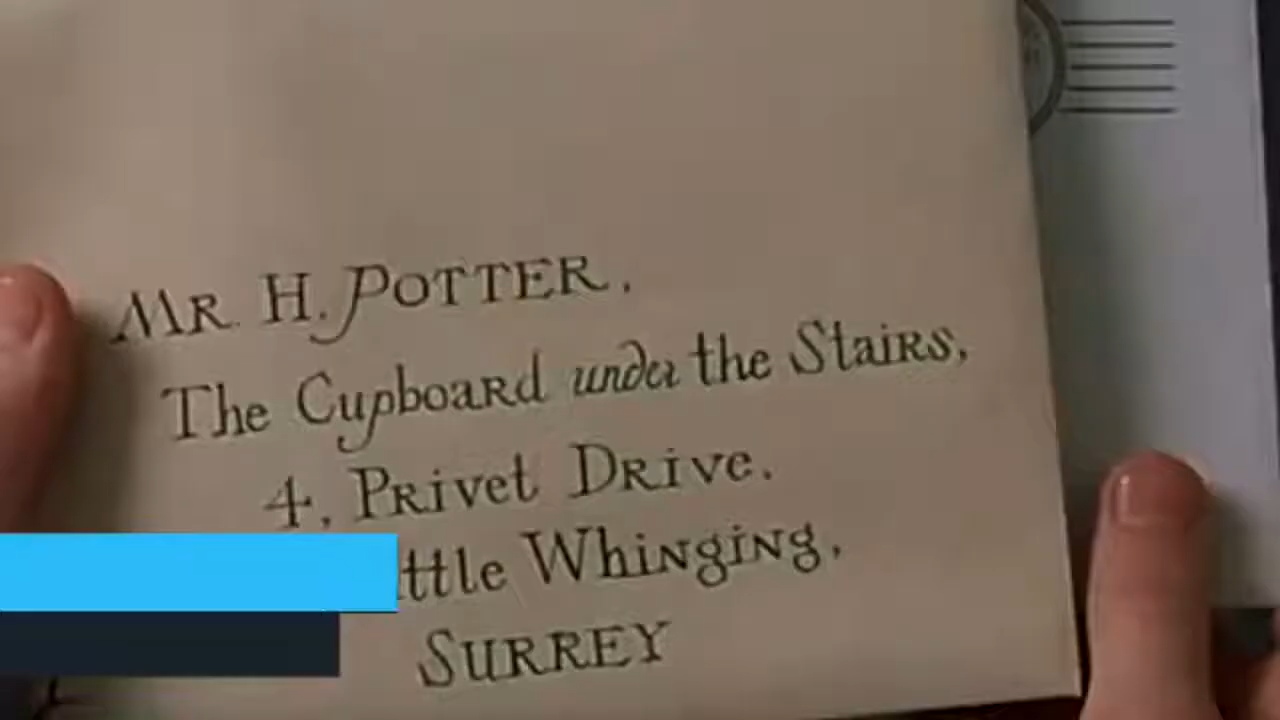 Mr. H. Potter,
The Cupboard under the Stairs,
4, Privet Drive,
ttle Whinging,
SURREY